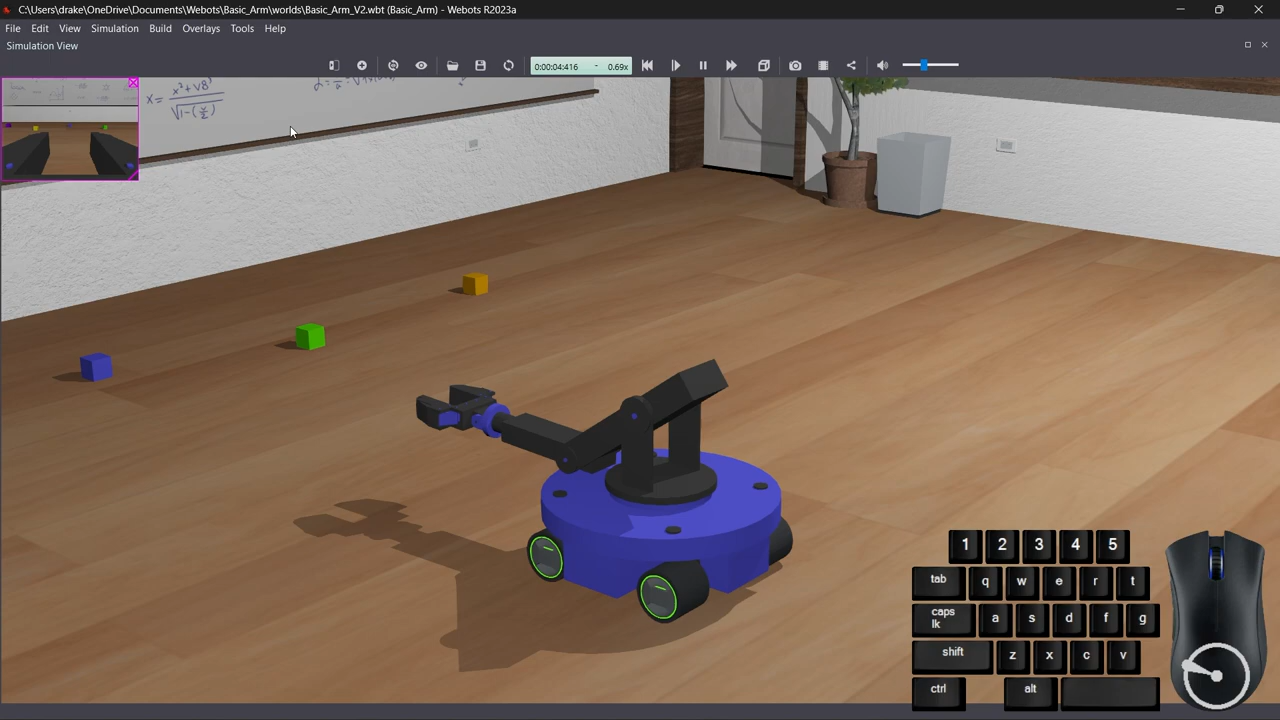 C:\Users\drake\OneDrive\Documents\Webots\Basic_Arm\worlds\Basic_Arm_V2.wbt (Basic_Arm) - Webots R2023a
File Edit View Simulation Build Overlays Tools Help
Simulation View
0:00:04:416 - 0.69x
1 2 3 4 5
tab q w e r t
caps
lk a s d f g
shift z x c v
ctrl alt